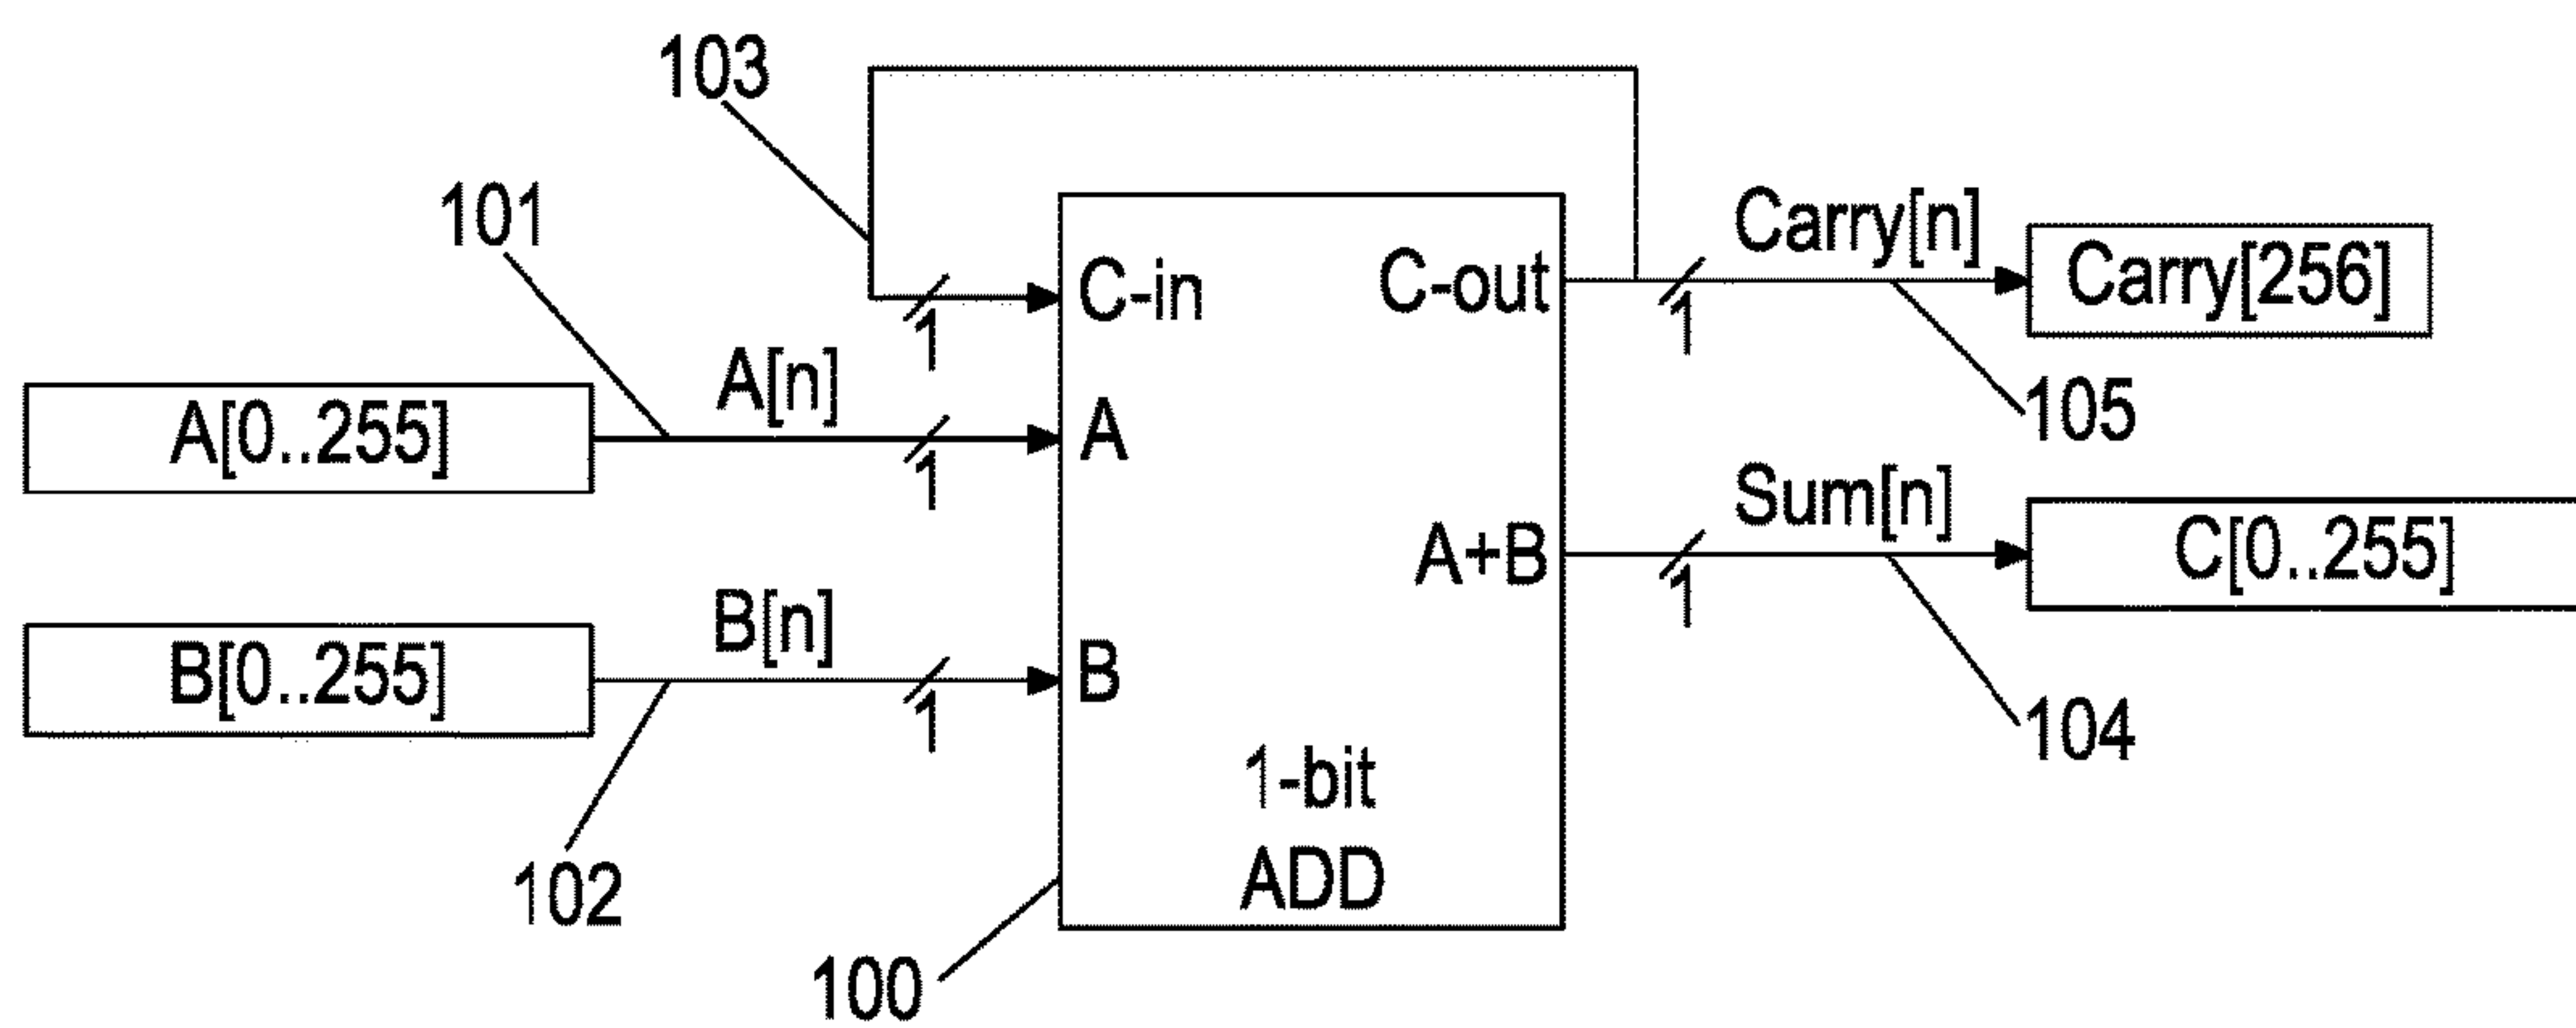 103
101
Carry[n]
C-in
C-out
Carry[256]
1
1
A[n]
A[0..255]
A
105
1
Sum[n]
A+B
C[0..255]
1
B[n]
B[0..255]
B
1
104
1-bit
ADD
102
100